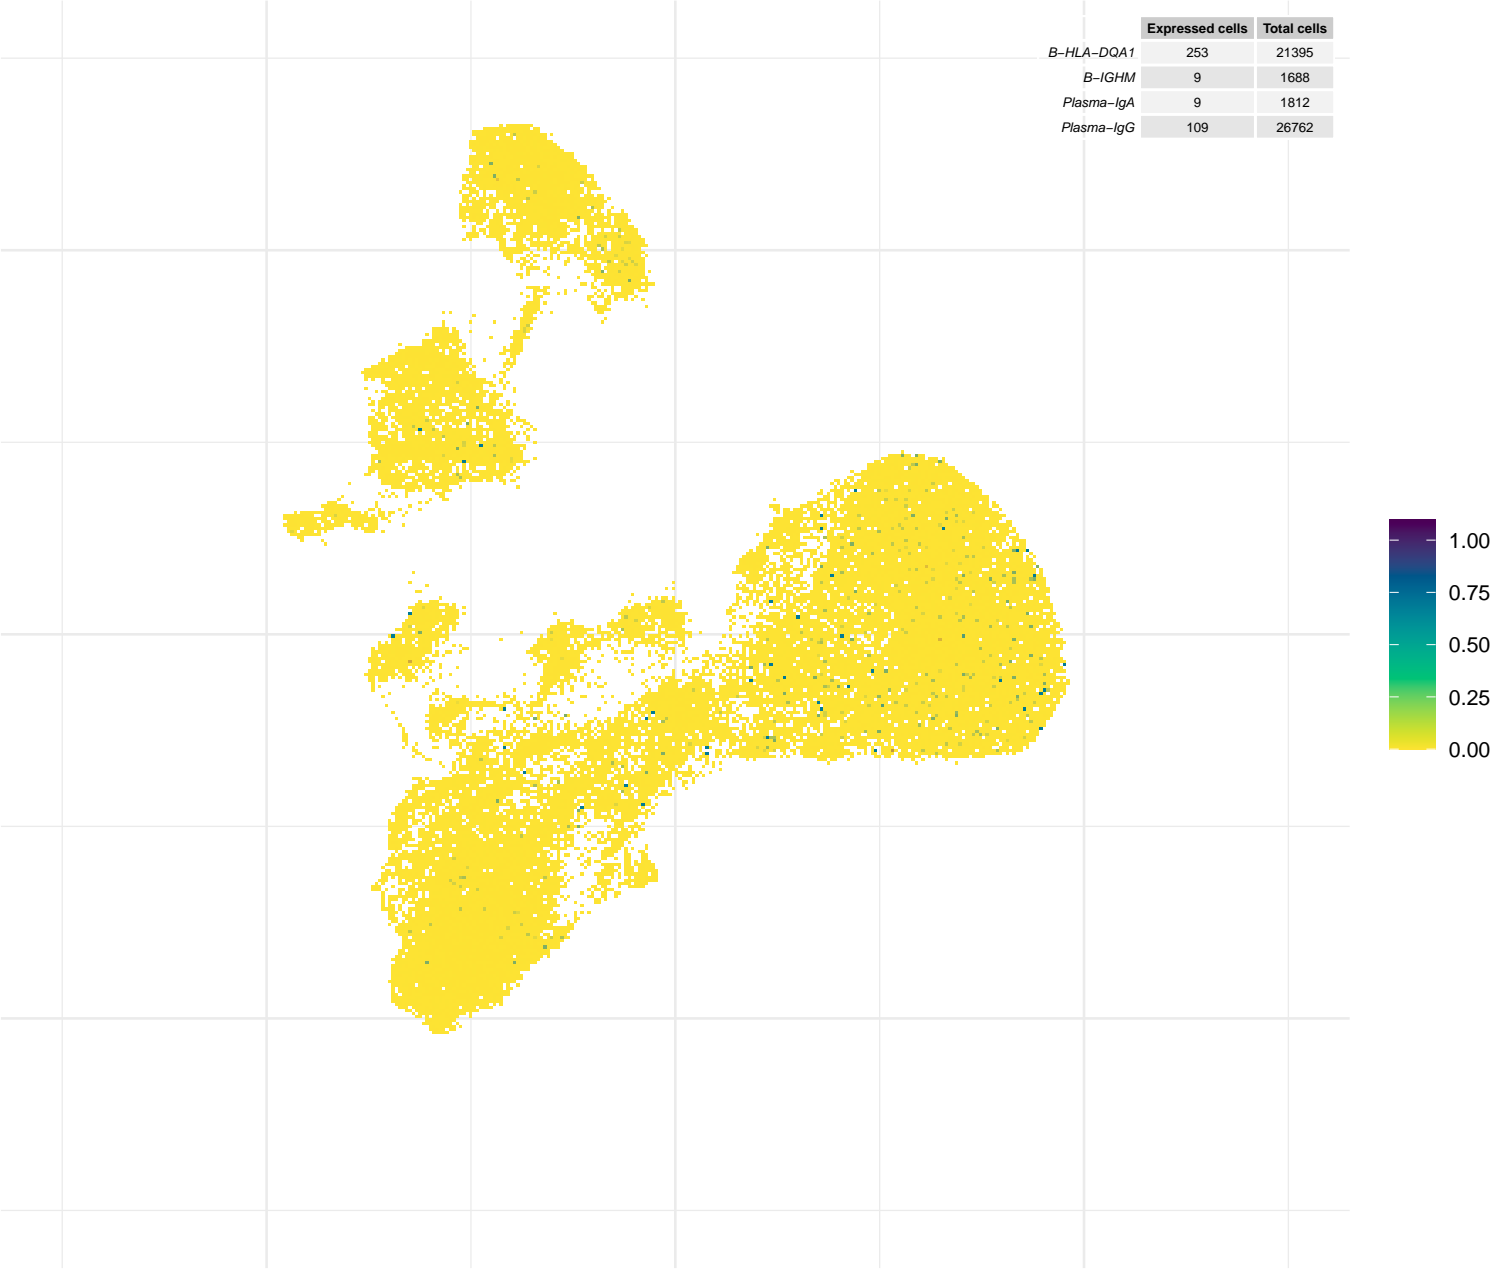 Expressed cells Total cells
B−HLA−DQA1 253 21395
B−IGHM 9 1688
Plasma−IgA 9 1812
Plasma−IgG 109 26762
1.00
0.75
0.50
0.25
0.00